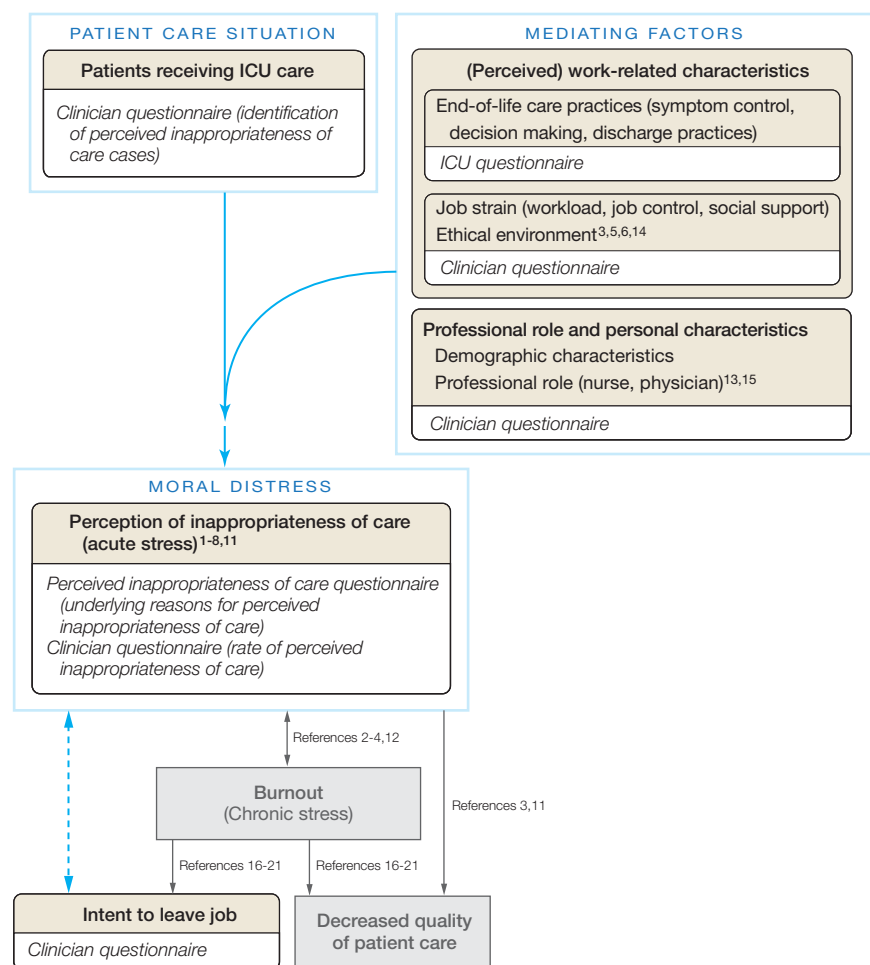 PATIENT CARE SITUATION
Patients receiving ICU care
Clinician questionnaire (identification
of perceived inappropriateness of
care cases)
MEDIATING FACTORS
(Perceived) work-related characteristics
End-of-life care practices (symptom control,
decision making, discharge practices)
ICU questionnaire
Job strain (workload, job control, social support)
Ethical environment3,5,6,14
Clinician questionnaire
Professional role and personal characteristics
Demographic characteristics
Professional role (nurse, physician)13,15
Clinician questionnaire
MORAL DISTRESS
Perception of inappropriateness of care
(acute stress)1-8,11
Perceived inappropriateness of care questionnaire
(underlying reasons for perceived
inappropriateness of care)
Clinician questionnaire (rate of perceived
inappropriateness of care)
References 2-4,12
Burnout
(Chronic stress)
References 3,11
References 16-21
References 16-21
Intent to leave job
Clinician questionnaire
Decreased quality
of patient care